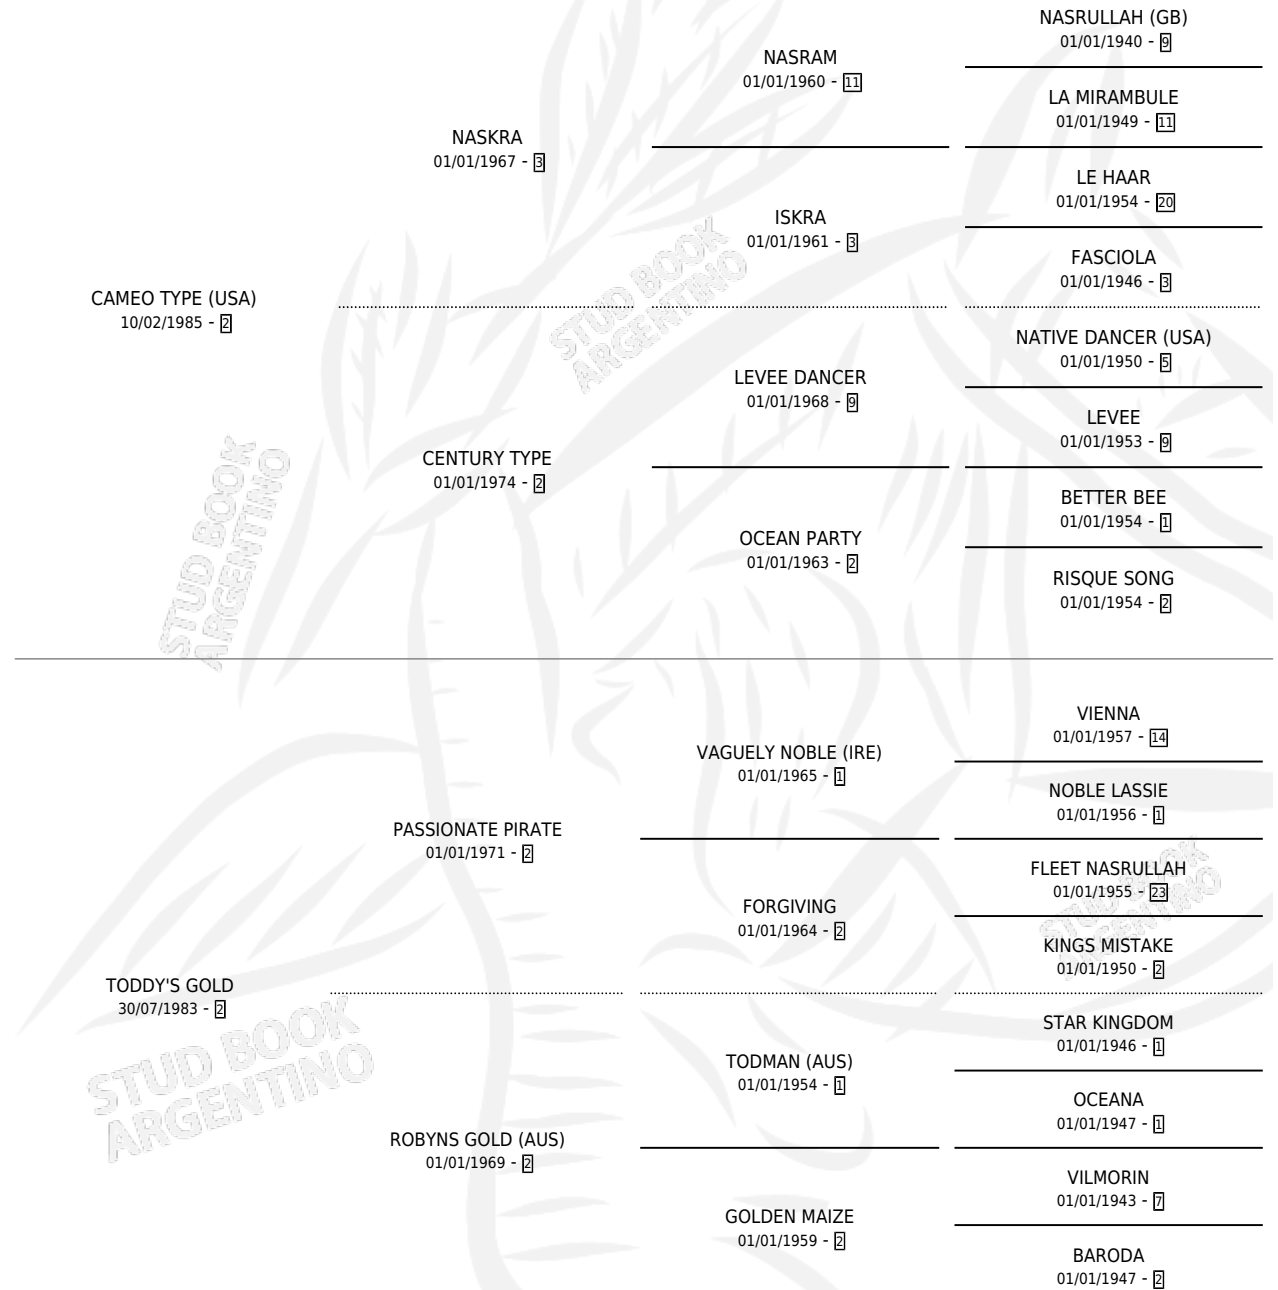 NASRULLAH (GB)
01/01/1940 - 9
NASRAM
01/01/1960 - 11
LA MIRAMBULE
01/01/1949 - 11
NASKRA
01/01/1967 - 3
LE HAAR
01/01/1954 - 20
ISKRA
01/01/1961 - 3
FASCIOLA
01/01/1946 - 3
CAMEO TYPE (USA)
10/02/1985 - 2
STUD BOOK
ARGENTINO
NATIVE DANCER (USA)
01/01/1950 - 5
LEVEE DANCER
01/01/1968 - 9
LEVEE
01/01/1953 - 9
CENTURY TYPE
01/01/1974 - 2
BETTER BEE
01/01/1954 - 1
OCEAN PARTY
01/01/1963 - 2
RISQUE SONG
01/01/1954 - 2
STUD BOOK
ARGENTINO
VIENNA
01/01/1957 - 14
VAGUELY NOBLE (IRE)
01/01/1965 - 1
NOBLE LASSIE
01/01/1956 - 1
PASSIONATE PIRATE
01/01/1971 - 2
FLEET NASRULLAH
01/01/1955 - 23
FORGIVING
01/01/1964 - 2
KINGS MISTAKE
01/01/1950 - 2
STUD BOOK
ARGENTINO
TODDY'S GOLD
30/07/1983 - 2
STAR KINGDOM
01/01/1946 - 1
TODMAN (AUS)
01/01/1954 - 1
OCEANA
01/01/1947 - 1
STUD BOOK
ARGENTINO
ROBYNS GOLD (AUS)
01/01/1969 - 2
VILMORIN
01/01/1943 - 7
GOLDEN MAIZE
01/01/1959 - 2
BARODA
01/01/1947 - 2